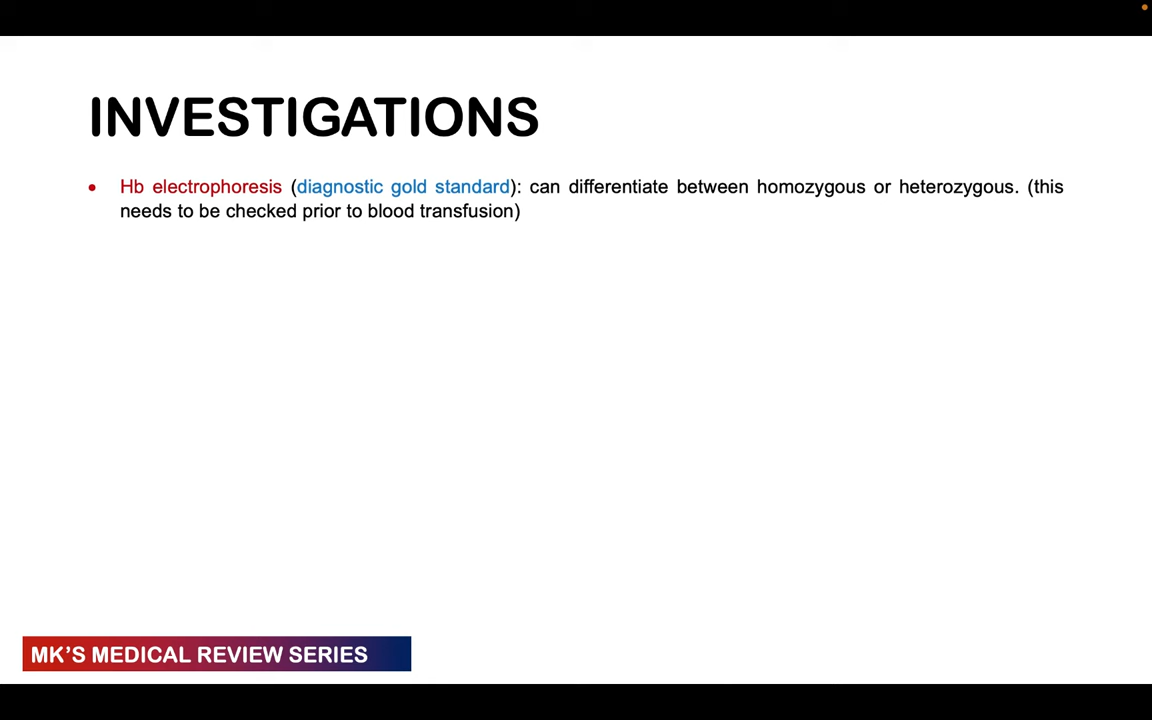 INVESTIGATIONS
• Hb electrophoresis (diagnostic gold standard): can differentiate between homozygous or heterozygous. (this
needs to be checked prior to blood transfusion)
MK'S MEDICAL REVIEW SERIES